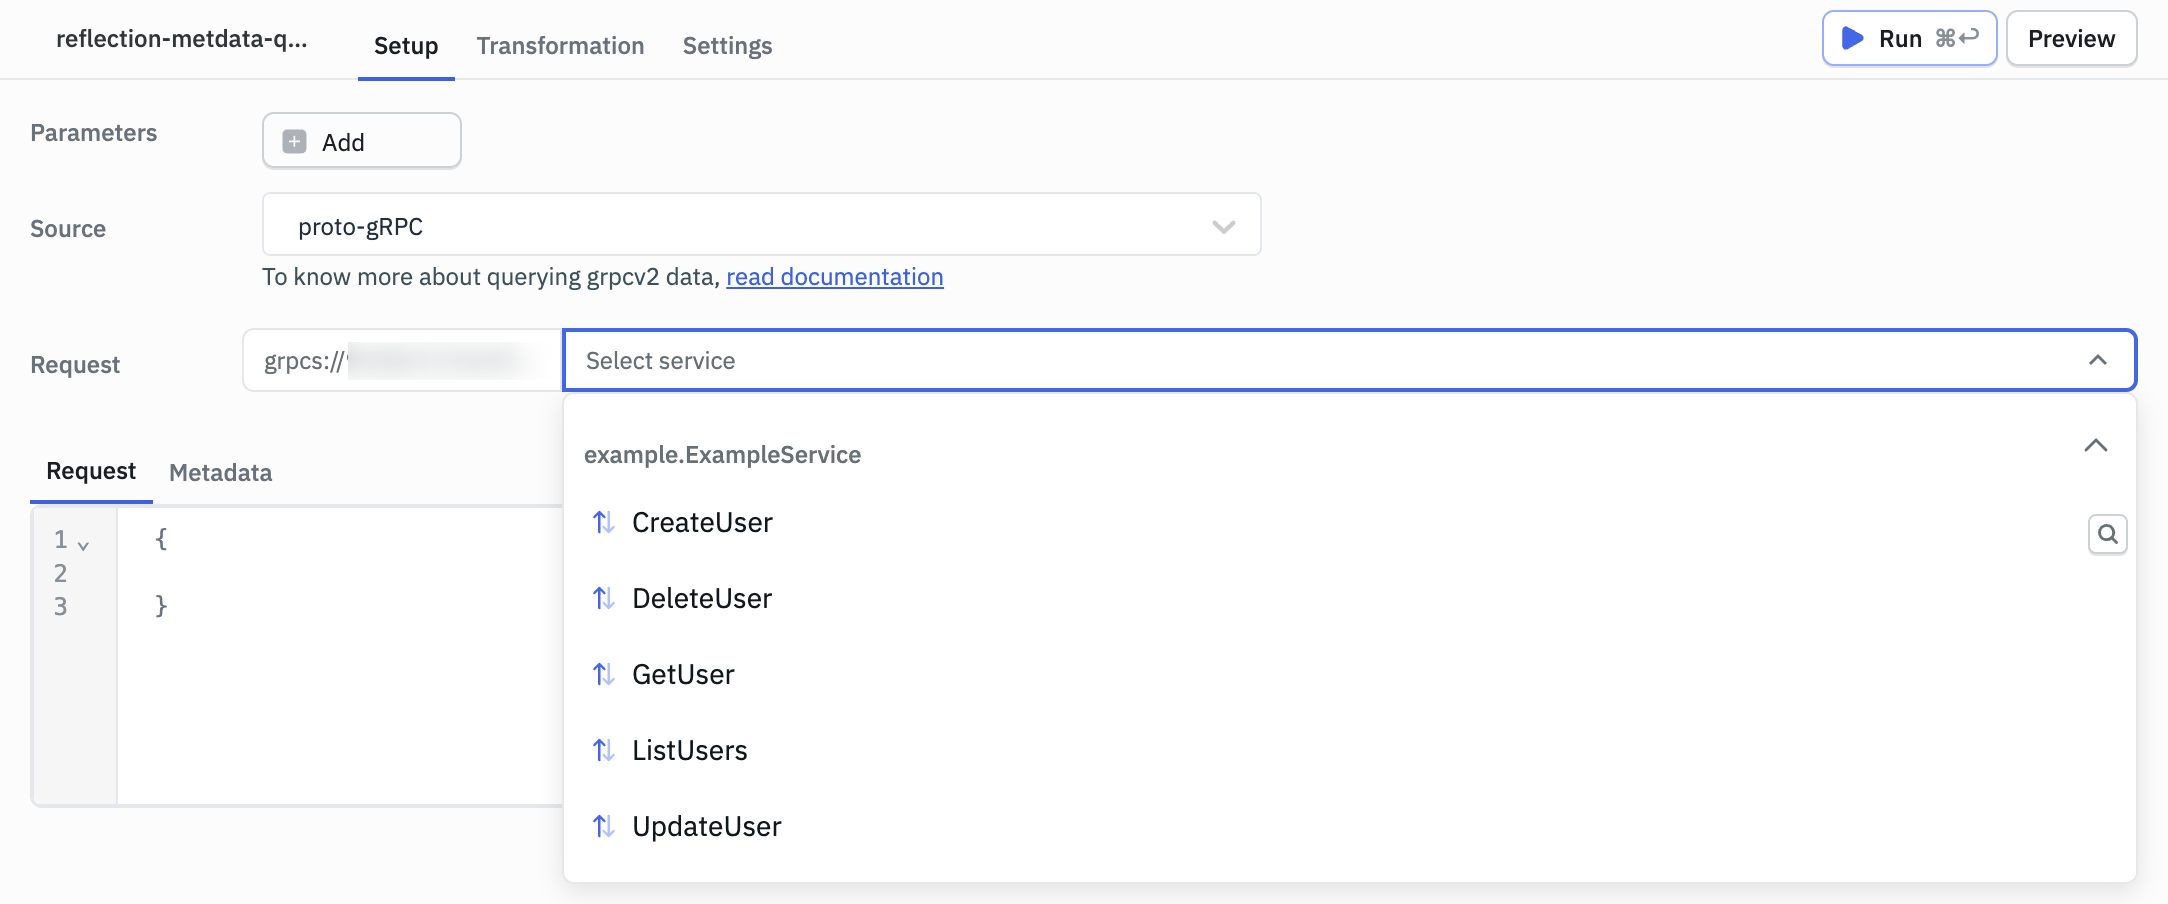 reflection-metdata-q...
Setup
Transformation
Settings
Run ⌘↩
Preview
Parameters
Add
Source
proto-gRPC
To know more about querying grpcv2 data, read documentation
Request
grpcs://
Select service
example.ExampleService
CreateUser
DeleteUser
GetUser
ListUsers
UpdateUser
Request
Metadata
1 {
2
3 }